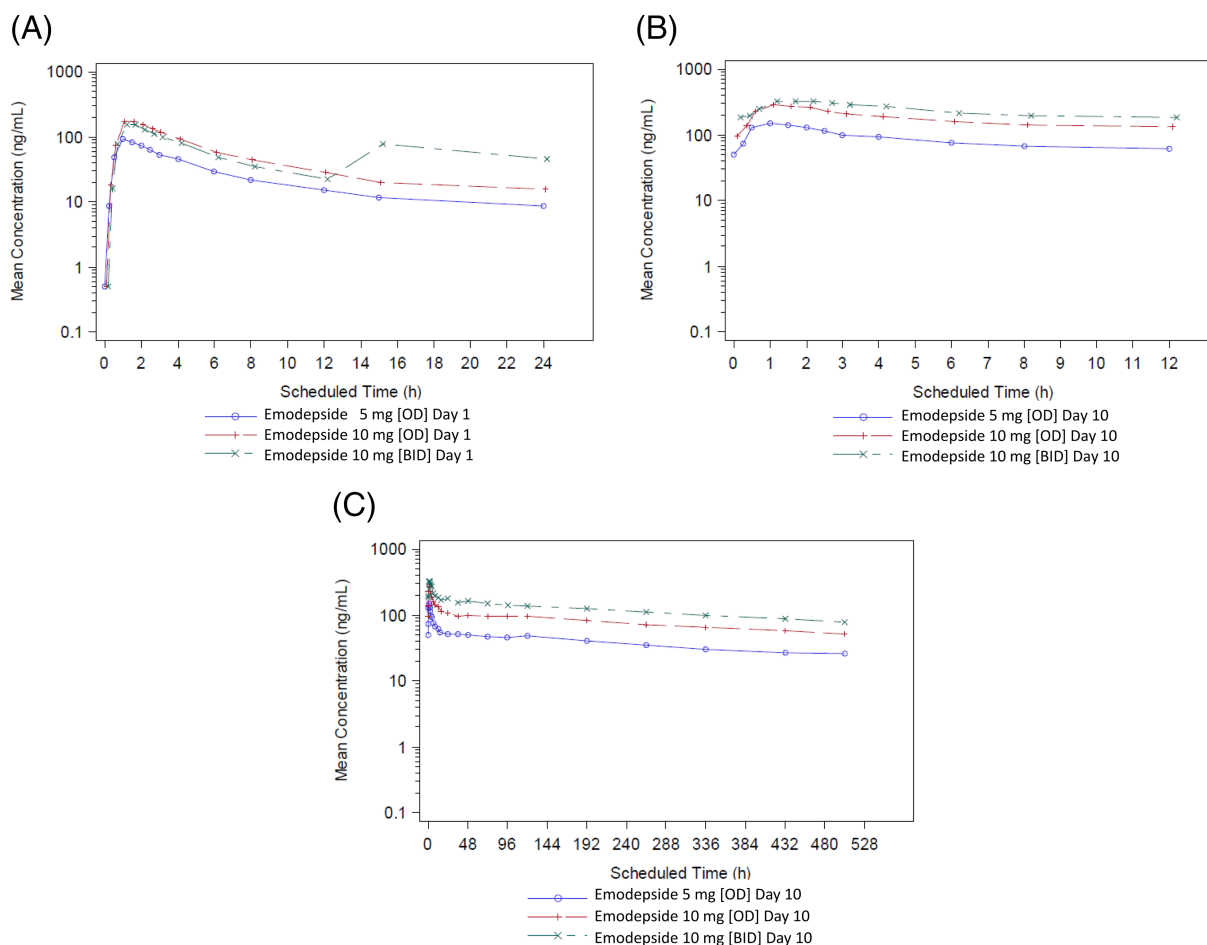 (A)
1000
100
10
1
0.1
Mean Concentration (ng/mL)
0 2 4 6 8 10 12 14 16 18 20 22 24
Scheduled Time (h)
Emodepside 5 mg [OD] Day 1
Emodepside 10 mg [OD] Day 1
Emodepside 10 mg [BID] Day 1
(B)
1000
100
10
1
0.1
Mean Concentration (ng/mL)
0 1 2 3 4 5 6 7 8 9 10 11 12
Scheduled Time (h)
Emodepside 5 mg [OD] Day 10
Emodepside 10 mg [OD] Day 10
Emodepside 10 mg [BID] Day 10
(C)
1000
100
10
1
0.1
Mean Concentration (ng/mL)
0 48 96 144 192 240 288 336 384 432 480 528
Scheduled Time (h)
Emodepside 5 mg [OD] Day 10
Emodepside 10 mg [OD] Day 10
Emodepside 10 mg [BID] Day 10